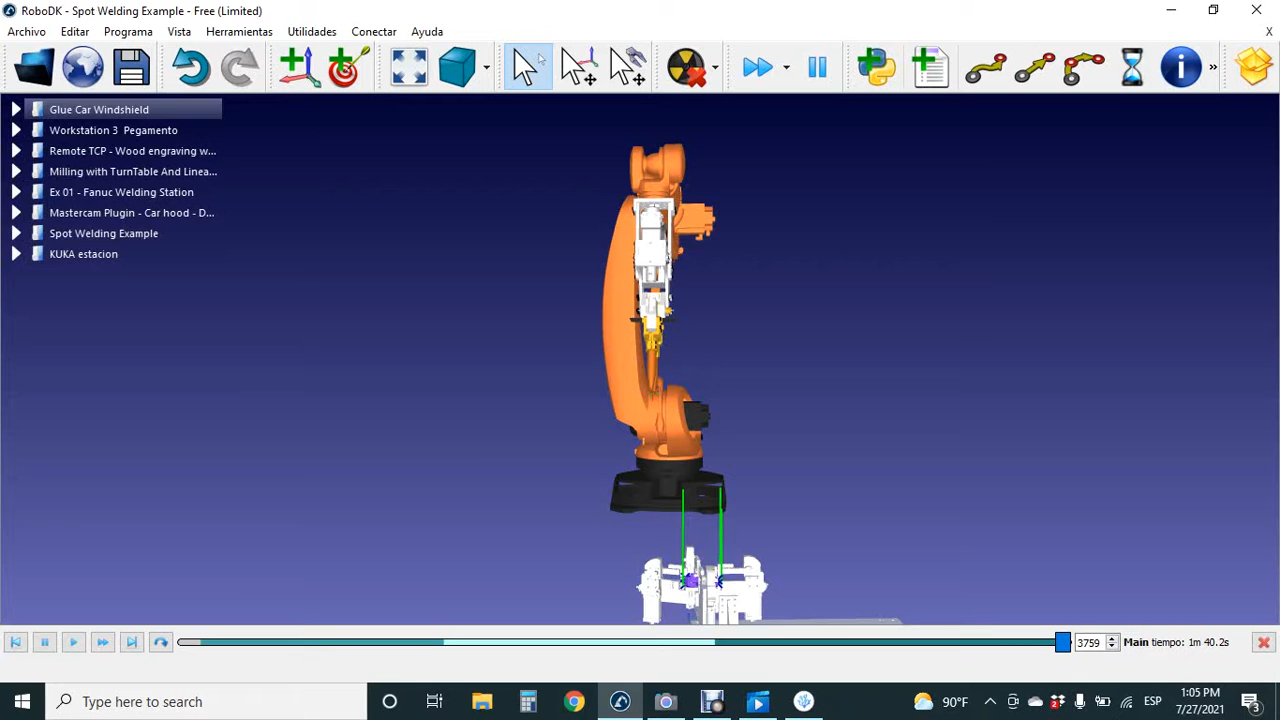 RoboDK - Spot Welding Example - Free (Limited)
Archivo Editar Programa Vista Herramientas Utilidades Conectar Ayuda
Glue Car Windshield
Workstation 3 Pegamento
Remote TCP - Wood engraving w...
Milling with TurnTable And Linea...
Ex 01 - Fanuc Welding Station
Mastercam Plugin - Car hood - D...
Spot Welding Example
KUKA estacion
3759 Main tiempo: 1m 40.2s
Type here to search
90°F ESP
1:05 PM
7/27/2021
3